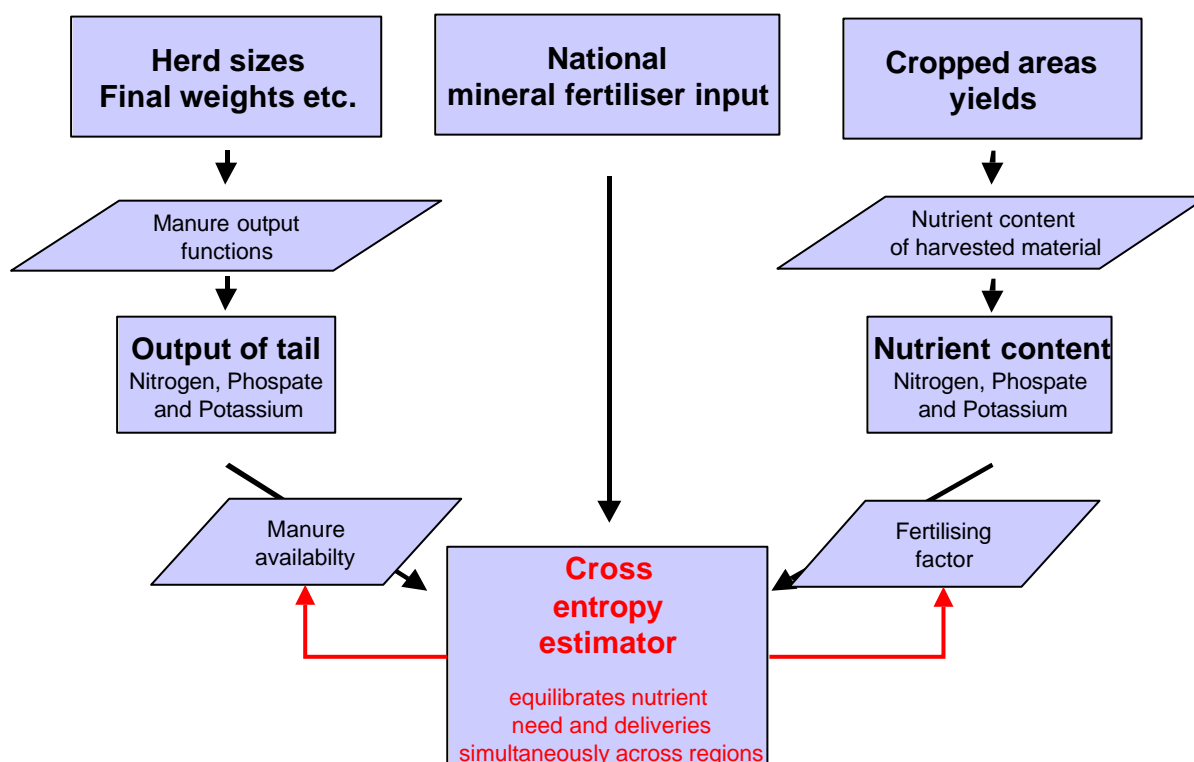 Herd sizes
Final weights etc.
National
mineral fertiliser input
Cropped areas
yields
Manure output
functions
Nutrient content
of harvested material
Output of tail
Nitrogen, Phospate
and Potassium
Nutrient content
Nitrogen, Phospate
and Potassium
Manure
availabilty
Fertilising
factor
Cross
entropy
estimator
equilibrates nutrient
need and deliveries
simultaneously across regions